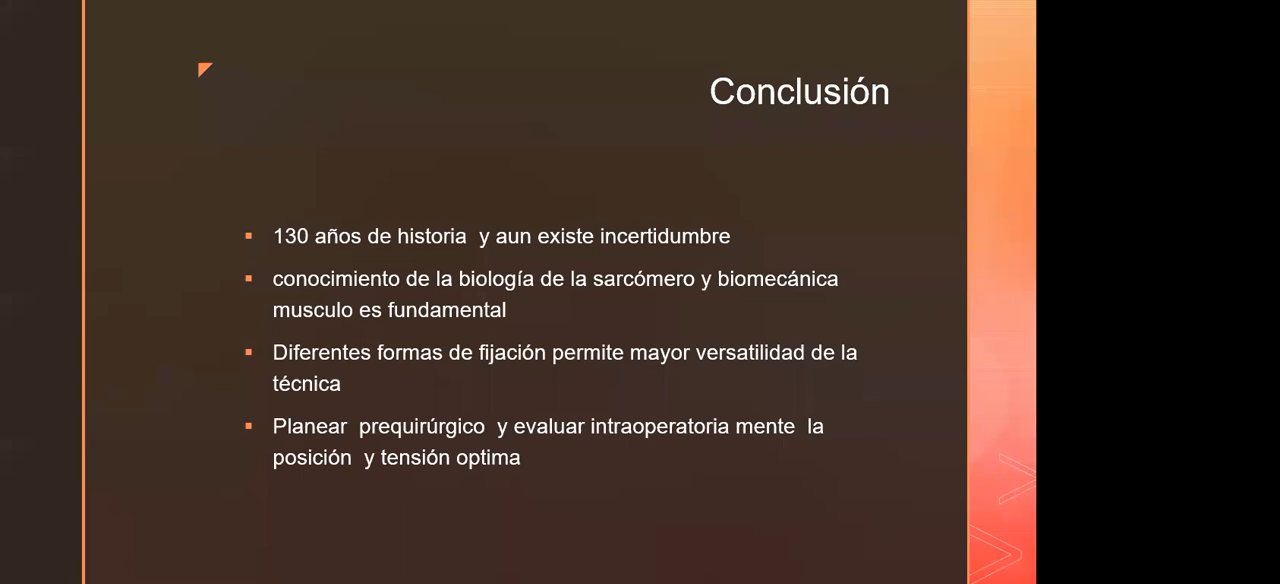 Conclusión
130 años de historia  y aun existe incertidumbre
conocimiento de la biología de la sarcómero y biomecánica
musculo es fundamental
Diferentes formas de fijación permite mayor versatilidad de la
técnica
Planear  prequirúrgico  y evaluar intraoperatoria mente  la
posición  y tensión optima